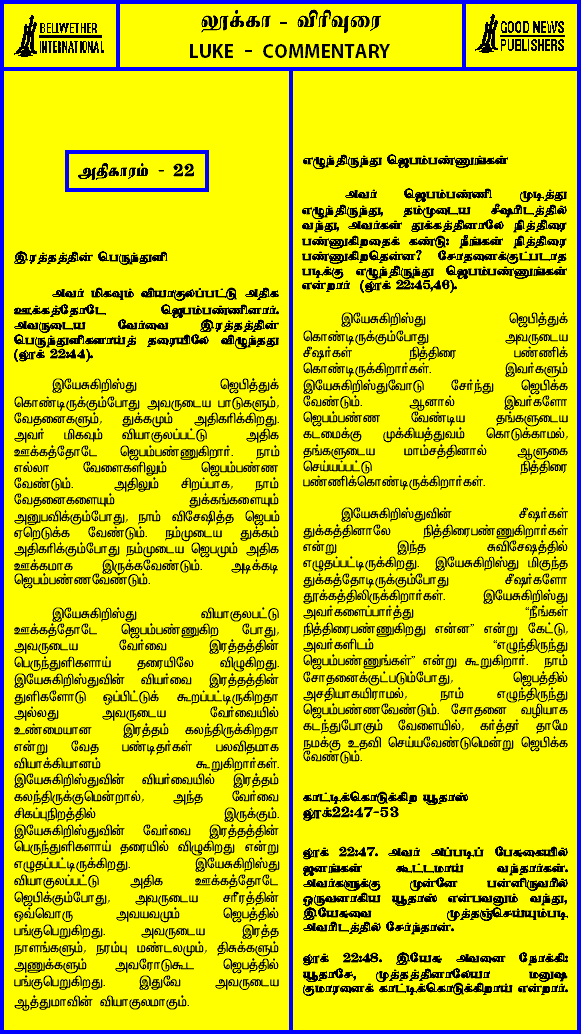 BELLWETHER
INTERNATIONAL
லூக்கா - விரிவுரை
LUKE - COMMENTARY
GOOD NEWS
PUBLISHERS
அதிகாரம் - 22
இரத்தத்தின் பெருந்துளி
அவர் மிகவும் வியாகுலப்பட்டு அதிக
ஊக்கத்தோடே ஜெபம்பண்ணினார்.
அவருடைய வேர்வை இரத்தத்தின்
பெருந்துளிகளாய்த் தரையிலே விழுந்தது
(லூக் 22:44).
இயேசுகிறிஸ்து ஜெபித்துக்
கொண்டிருக்கும்போது அவருடைய பாடுகளும்,
வேதனைகளும், துக்கமும் அதிகரிக்கிறது.
அவர் மிகவும் வியாகுலப்பட்டு அதிக
ஊக்கத்தோடே ஜெபம்பண்ணுகிறார். நாம்
எல்லா வேளைகளிலும் ஜெபம்பண்ண
வேண்டும். அதிலும் சிறப்பாக, நாம்
வேதனைகளையும் துக்கங்களையும்
அனுபவிக்கும்போது, நாம் விசேஷித்த ஜெபம்
ஏறெடுக்க வேண்டும். நம்முடைய துக்கம்
அதிகரிக்கும்போது நம்முடைய ஜெபமும் அதிக
ஊக்கமாக இருக்கவேண்டும். அடிக்கடி
ஜெபம்பண்ணவேண்டும்.
இயேசுகிறிஸ்து வியாகுலபட்டு
ஊக்கத்தோடே ஜெபம்பண்ணுகிற போது,
அவருடைய வேர்வை இரத்தத்தின்
பெருந்துளிகளாய் தரையிலே விழுகிறது.
இயேசுகிறிஸ்துவின் வியர்வை இரத்தத்தின்
துளிகளோடு ஒப்பிட்டுக் கூறப்பட்டிருகிறதா
அல்லது அவருடைய வேர்வையில்
உண்மையான இரத்தம் கலந்திருக்கிறதா
என்று வேத பண்டிதர்கள் பலவிதமாக
வியாக்கியானம் கூறுகிறார்கள்.
இயேசுகிறிஸ்துவின் வியர்வையில் இரத்தம்
கலந்திருக்குமென்றால், அந்த வேர்வை
சிகப்புநிறத்தில் இருக்கும்.
இயேசுகிறிஸ்துவின் வேர்வை இரத்தத்தின்
பெருந்துளிகளாய் தரையில் விழுகிறது என்று
எழுதப்பட்டிருக்கிறது. இயேசுகிறிஸ்து
வியாகுலப்பட்டு அதிக ஊக்கத்தோடே
ஜெபிக்கும்போது, அவருடைய சரீரத்தின்
ஒவ்வொரு அவயவமும் ஜெபத்தில்
பங்குபெறுகிறது. அவருடைய இரத்த
நாளங்களும், நரம்பு மண்டலமும், திசுக்களும்
அணுக்களும் அவரோடுகூட ஜெபத்தில்
பங்குபெறுகிறது. இதுவே அவருடைய
ஆத்துமாவின் வியாகுலமாகும்.
எழுந்திருந்து ஜெபம்பண்ணுங்கள்
அவர் ஜெபம்பண்ணி முடித்து
எழுந்திருந்து, தம்முடைய சீஷரிடத்தில்
வந்து, அவர்கள் துக்கத்தினாலே நித்திரை
பண்ணுகிறதைக் கண்டு: நீங்கள் நித்திரை
பண்ணுகிறதென்ன? சோதனைக்குட்படாத
படிக்கு எழுந்திருந்து ஜெபம்பண்ணுங்கள்
என்றார் (லூக் 22:45,46).
இயேசுகிறிஸ்து ஜெபித்துக்
கொண்டிருக்கும்போது அவருடைய
சீஷர்கள் நித்திரை பண்ணிக்
கொண்டிருக்கிறார்கள். இவர்களும்
இயேசுகிறிஸ்துவோடு சேர்ந்து ஜெபிக்க
வேண்டும். ஆனால் இவர்களோ
ஜெபம்பண்ண வேண்டிய தங்களுடைய
கடமைக்கு முக்கியத்துவம் கொடுக்காமல்,
தங்களுடைய மாம்சத்தினால் ஆளுகை
செய்யப்பட்டு நித்திரை
பண்ணிக்கொண்டிருக்கிறார்கள்.
இயேசுகிறிஸ்துவின் சீஷர்கள்
துக்கத்தினாலே நித்திரைபண்ணுகிறார்கள்
என்று இந்த சுவிசேஷத்தில்
எழுதப்பட்டிருக்கிறது. இயேசுகிறிஸ்து மிகுந்த
துக்கத்தோடிருக்கும்போது சீஷர்களோ
தூக்கத்திலிருக்கிறார்கள். இயேசுகிறிஸ்து
அவர்களைப்பார்த்து “நீங்கள்
நித்திரைபண்ணுகிறது என்ன” என்று கேட்டு,
அவர்களிடம் “எழுந்திருந்து
ஜெபம்பண்ணுங்கள்” என்று கூறுகிறார். நாம்
சோதனைக்குட்படும்போது, ஜெபத்தில்
அசதியாகயிராமல், நாம் எழுந்திருந்து
ஜெபம்பண்ணவேண்டும். சோதனை வழியாக
கடந்துபோகும் வேளையில், கர்த்தர் தாமே
நமக்கு உதவி செய்யவேண்டுமென்று ஜெபிக்க
வேண்டும்.
காட்டிக்கொடுக்கிற யூதாஸ்
லூக்22:47-53
லூக் 22:47. அவர் அப்படிப் பேசுகையில்
ஜனங்கள் கூட்டமாய் வந்தார்கள்.
அவர்களுக்கு முன்னே பன்னிருவரில்
ஒருவனாகிய யூதாஸ் என்பவனும் வந்து,
இயேசுவை முத்தஞ்செய்யும்படி
அவரிடத்தில் சேர்ந்தான்.
லூக் 22:48. இயேசு அவனை நோக்கி:
யூதாசே, முத்தத்தினாலேயா மனுஷ
குமாரனைக் காட்டிக்கொடுக்கிறாய் என்றார்.